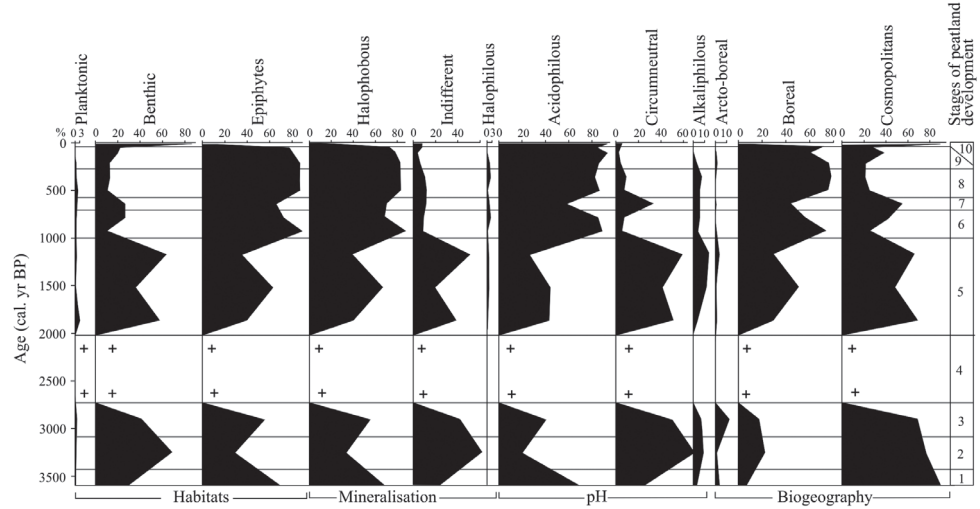 Planktonic
Benthic
Epiphytes
Halophobous
Indifferent
Halophilous
Acidophilous
Circumneutral
Alkaliphilous
Arcto-boreal
Boreal
Cosmopolitans
Stages of peatland
development
% 0 3 0 20 40 60 80 0 20 40 60 80 0 20 40 60 80 0 20 40 0 3 0 20 40 60 80 0 20 40 60 0 10 0 10 0 20 40 60 80 0 20 40 60 80
0
500
1000
1500
2000
2500
3000
3500
Age (cal. yr BP)
10
9
8
7
6
5
+ + + + + + + + +
4
+ + + + + + + + +
3
2
1
Habitats Mineralisation pH Biogeography